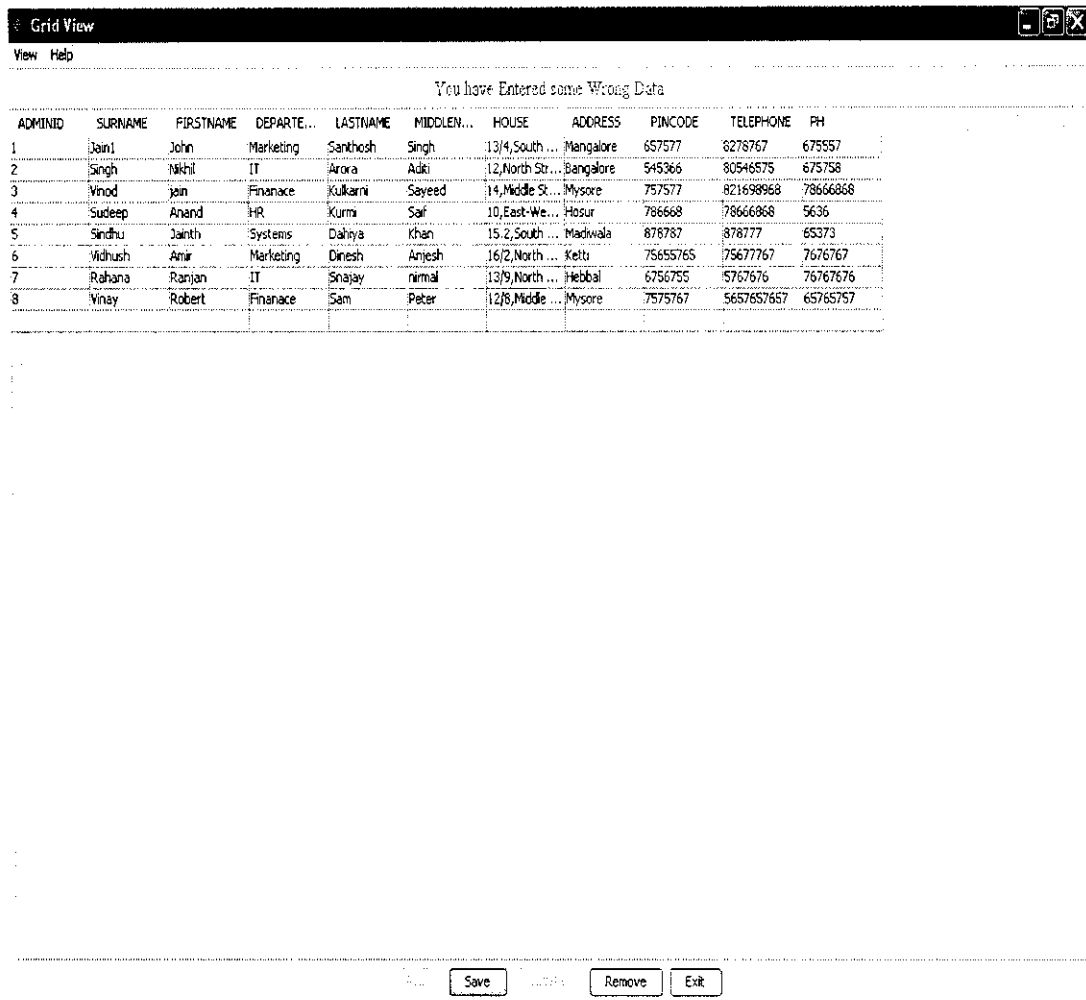 Grid View
View Help
You have Entered some Wrong Data
ADMINID SURNAME FIRSTNAME DEPARTE... LASTNAME MIDDLEN... HOUSE ADDRESS PINCODE TELEPHONE PH
1 Jain1 John Marketing Santhosh Singh 13/4,South ... Mangalore 657577 8278767 675557
2 Singh Nikhil IT Arora Aditi 12,North Str... Bangalore 545366 80546575 675758
3 Vinod jain Finanace Kulkarni Sayeed 14,Middle St... Mysore 757577 821698968 78666868
4 Sudeep Anand HR Kurmi Saif 10,East-We... Hosur 786668 78666868 5636
5 Sindhu Jainth Systems Dahiya Khan 15.2,South ... Madiwala 878787 878777 65373
6 Vidhush Amir Marketing Dinesh Anjesh 16/2,North ... Ketti 75655765 75677767 7676767
7 Rahana Ranjan IT Snajay nirmal 13/9,North ... Hebbal 6756755 5767676 76767676
8 Vinay Robert Finanace Sam Peter 12/8,Middle ... Mysore 7575767 5657657657 65765757
Save Remove Exit